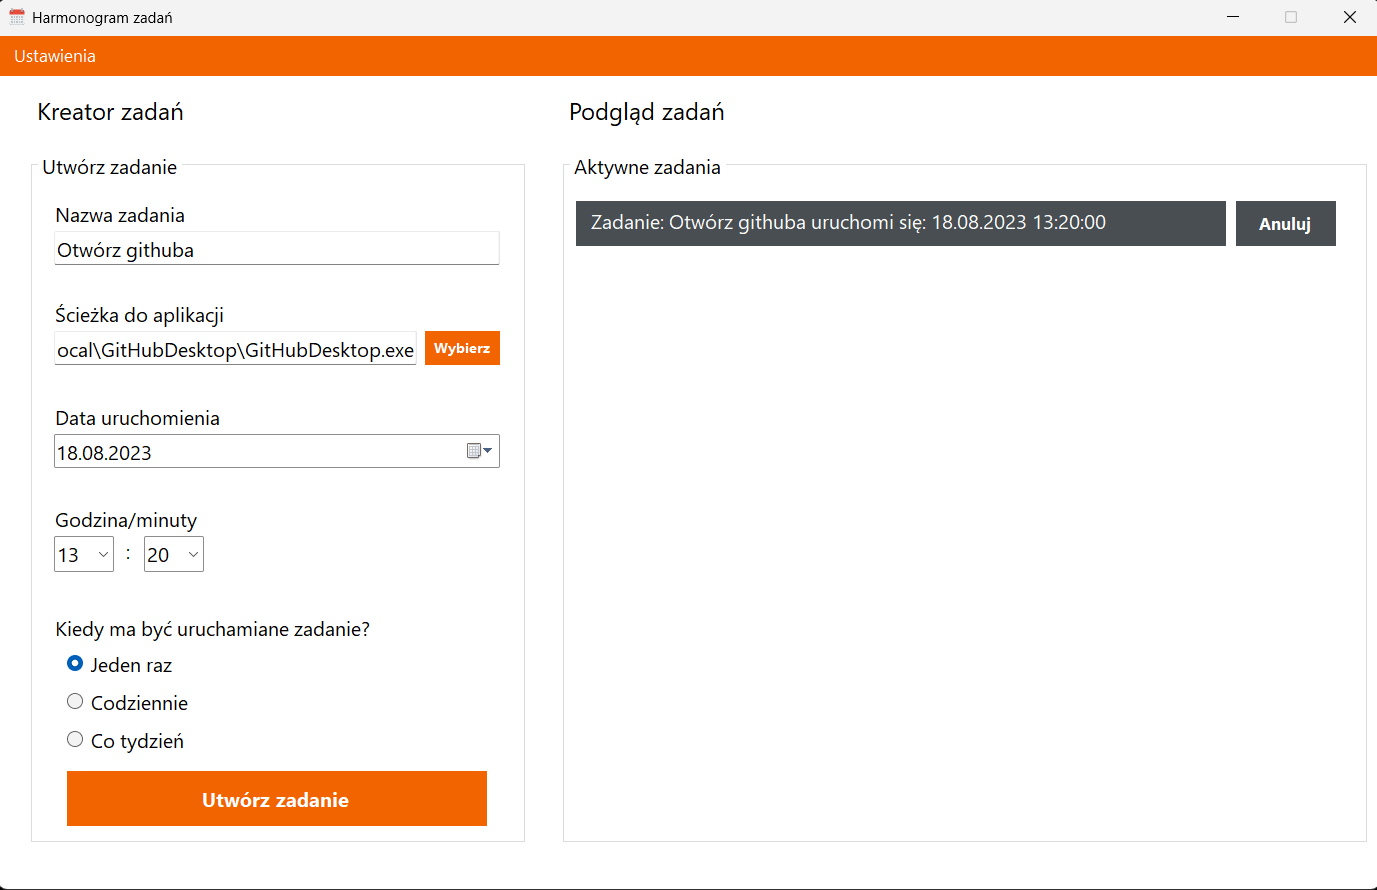 Harmonogram zadań
Ustawienia
Kreator zadań
Utwórz zadanie
Nazwa zadania
Otwórz githuba
Ścieżka do aplikacji
ocal\GitHubDesktop\GitHubDesktop.exe
Wybierz
Data uruchomienia
18.08.2023
Godzina/minuty
13 : 20
Kiedy ma być uruchamiane zadanie?
Jeden raz
Codziennie
Co tydzień
Utwórz zadanie
Podgląd zadań
Aktywne zadania
Zadanie: Otwórz githuba uruchomi się: 18.08.2023 13:20:00
Anuluj